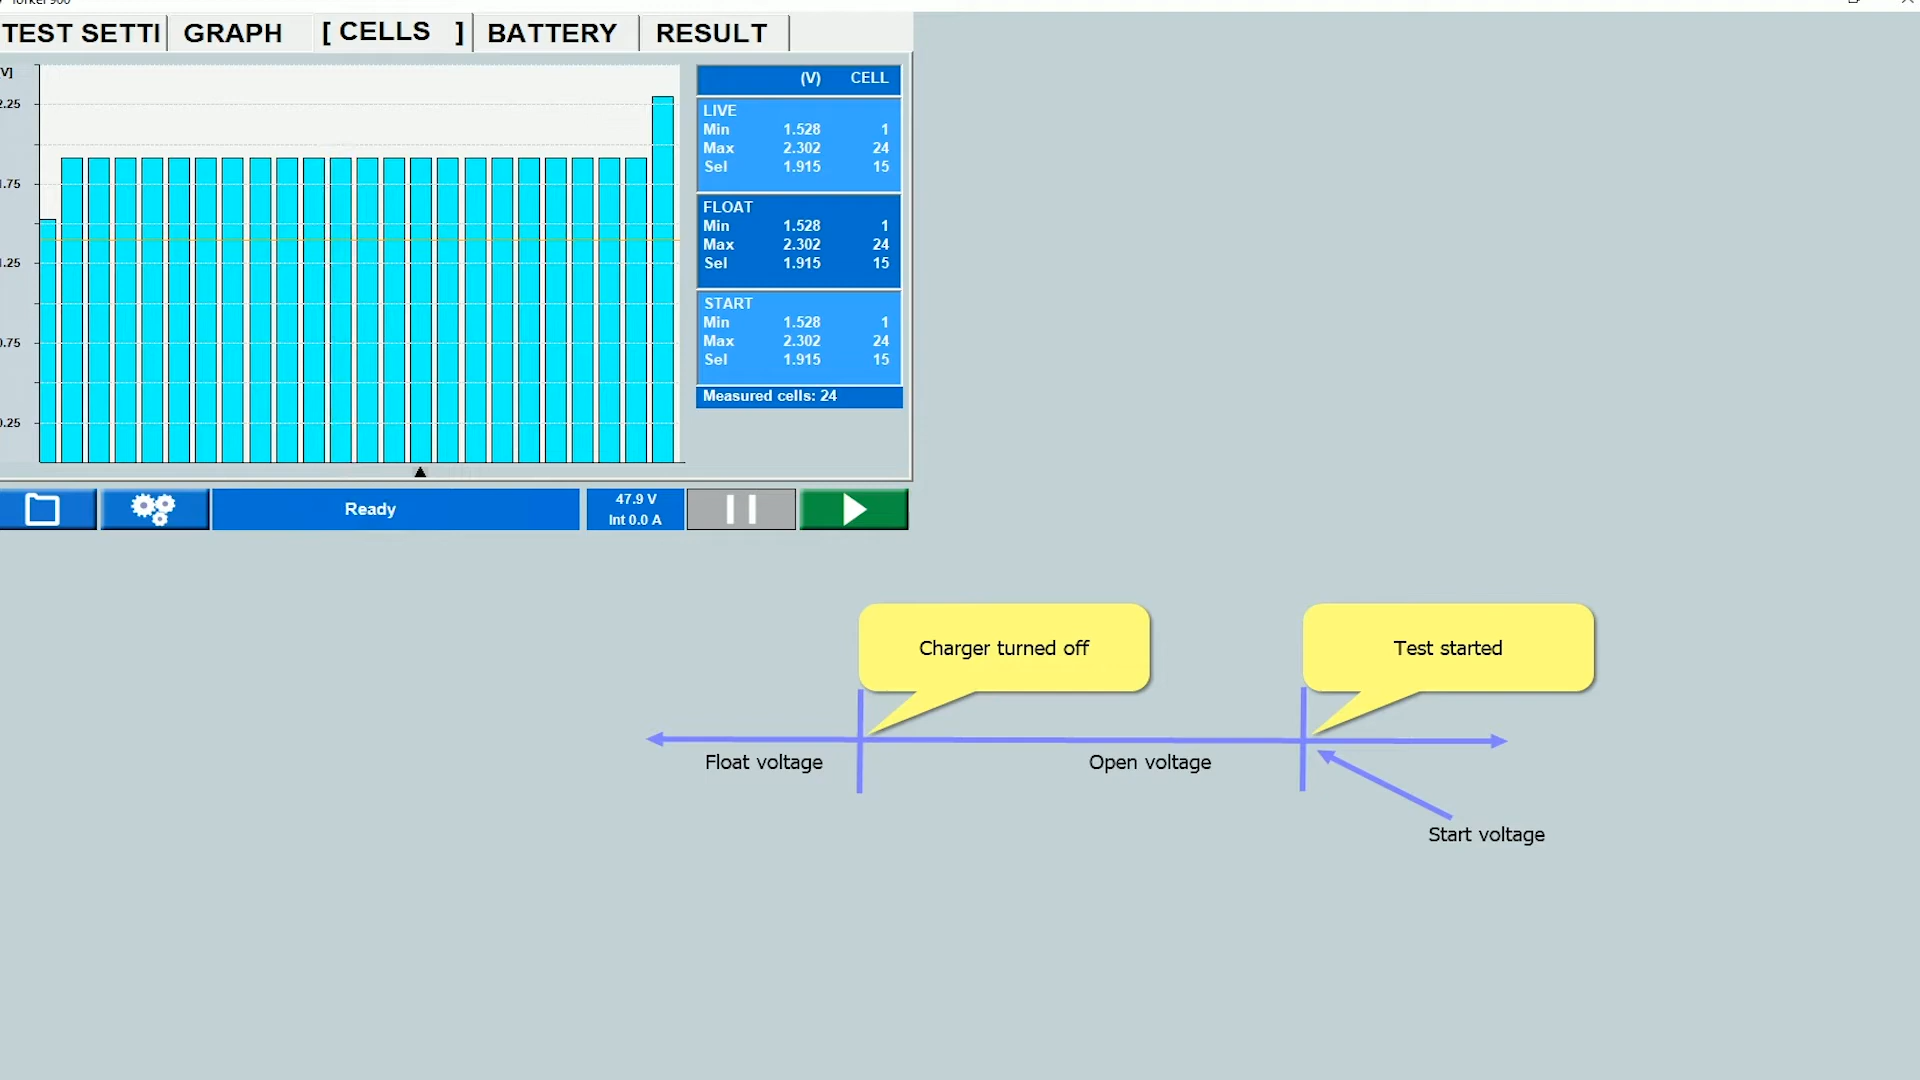 TEST SETTI GRAPH [ CELLS ] BATTERY RESULT
V]
2.25
1.75
1.25
0.75
0.25
(V) CELL
LIVE
Min 1.528 1
Max 2.302 24
Sel 1.915 15
FLOAT
Min 1.528 1
Max 2.302 24
Sel 1.915 15
START
Min 1.528 1
Max 2.302 24
Sel 1.915 15
Measured cells: 24
Ready
47.9 V
Int 0.0 A
Charger turned off
Test started
Float voltage
Open voltage
Start voltage